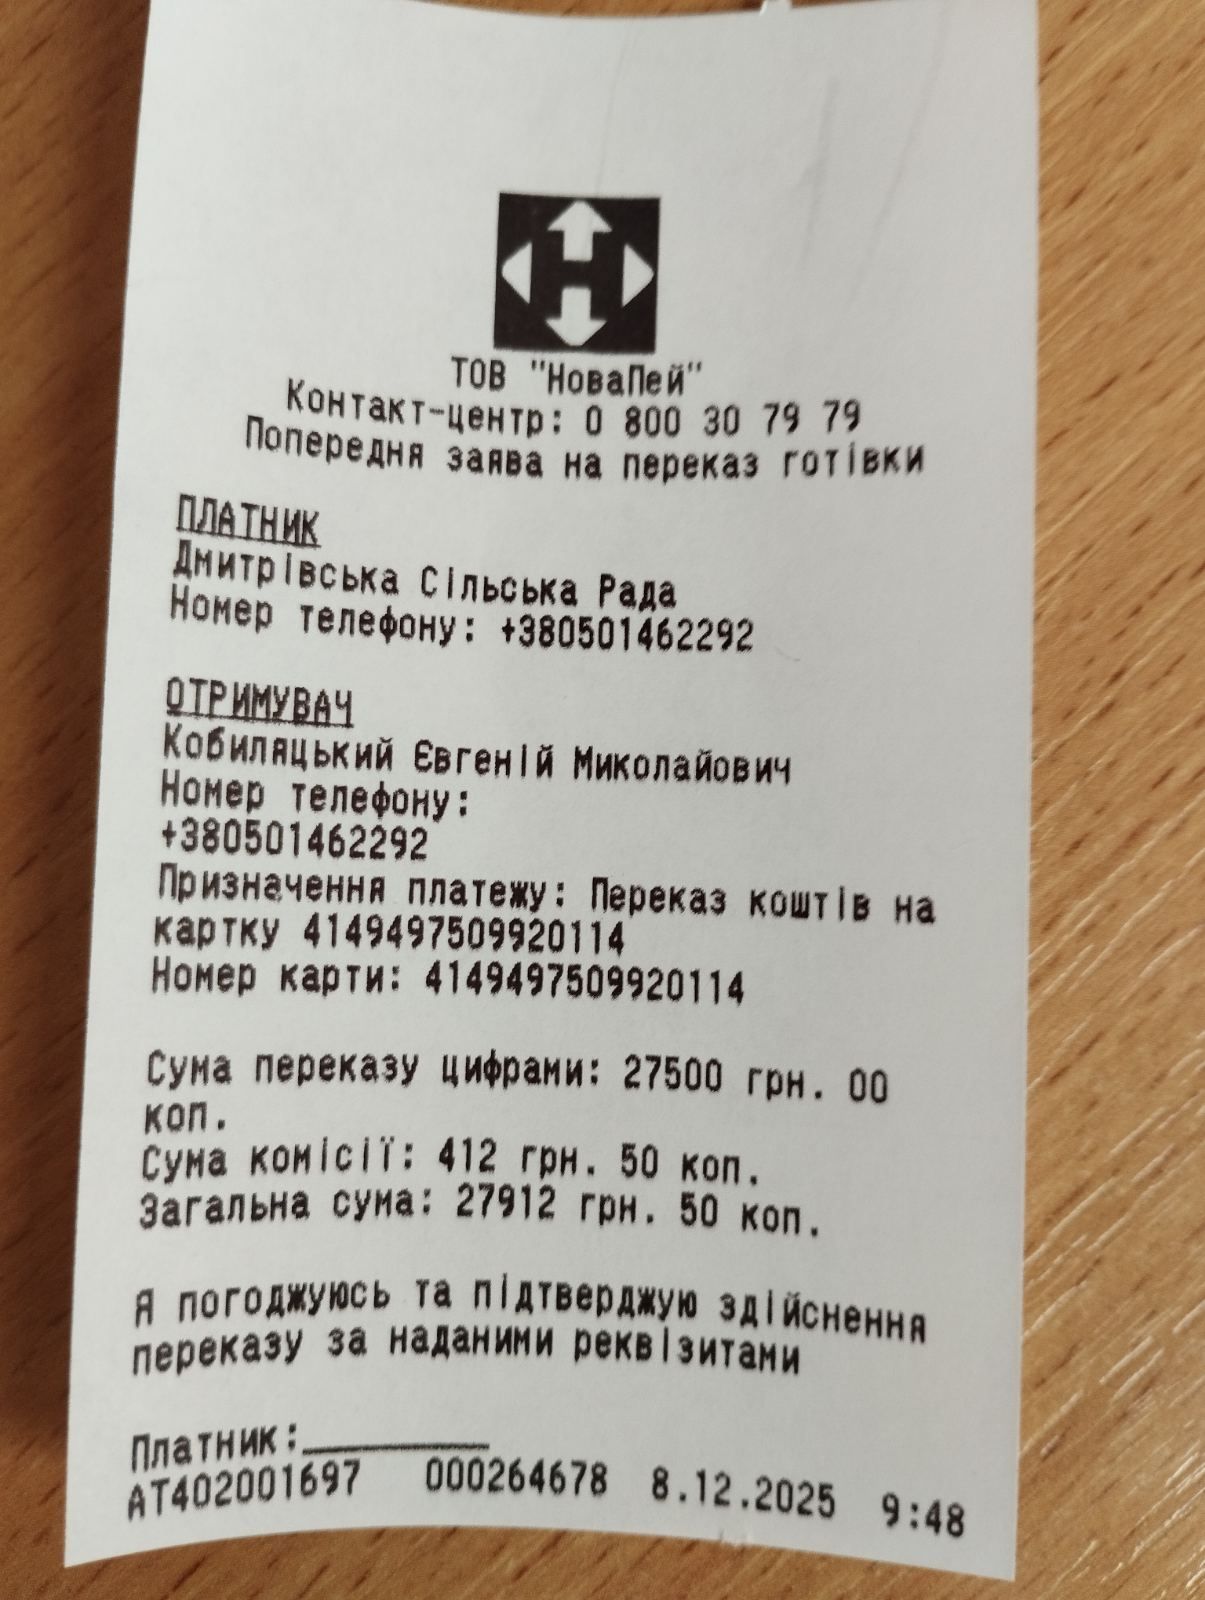 ТОВ "НоваПей"
Контакт-центр: 0 800 30 79 79
Попередня заява на переказ готівки
ПЛАТНИК
Дмитрівська Сільська Рада
Номер телефону: +380501462292
ОТРИМУВАЧ
Кобиляцький Євгеній Миколайович
Номер телефону:
+380501462292
Призначення платежу: Переказ коштів на
картку 4149497509920114
Номер карти: 4149497509920114
Сума переказу цифрами: 27500 грн. 00
коп.
Сума комісії: 412 грн. 50 коп.
Загальна сума: 27912 грн. 50 коп.
Я погоджуюсь та підтверджую здійснення
переказу за наданими реквізитами
Платник:__________
АТ402001697 000264678 8.12.2025 9:48